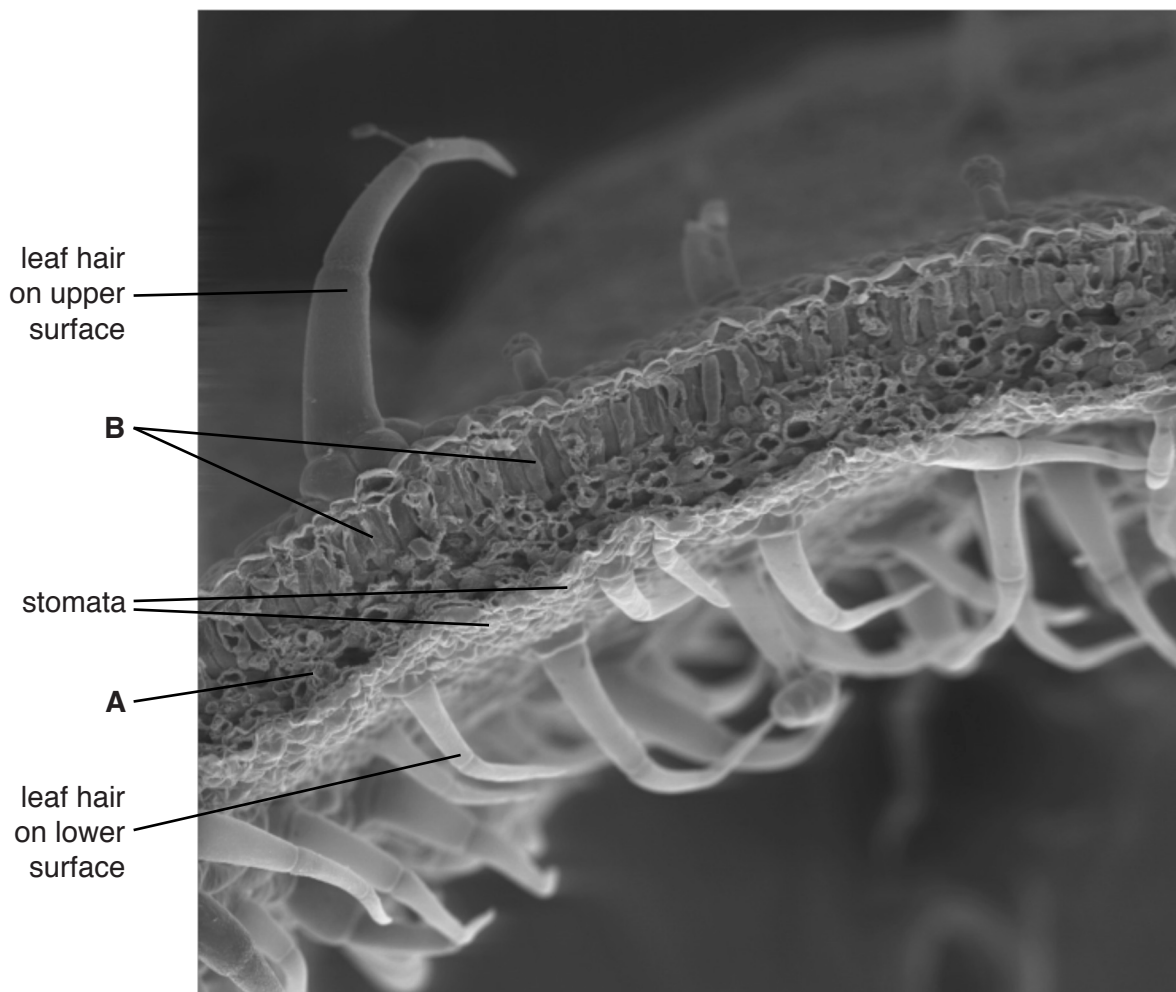 leaf hair
on upper
surface
B
stomata
A
leaf hair
on lower
surface